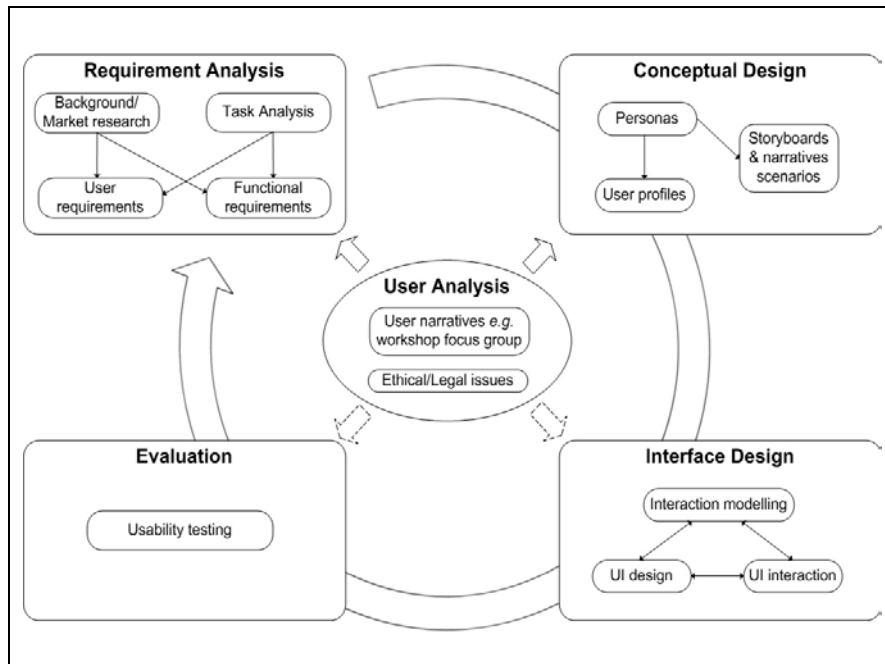 Requirement Analysis
Background/
Market research
Task Analysis
User
requirements
Functional
requirements
Conceptual Design
Personas
Storyboards
& narratives
scenarios
User profiles
User Analysis
User narratives e.g.
workshop focus group
Ethical/Legal issues
Evaluation
Usability testing
Interface Design
Interaction modelling
UI design
UI interaction